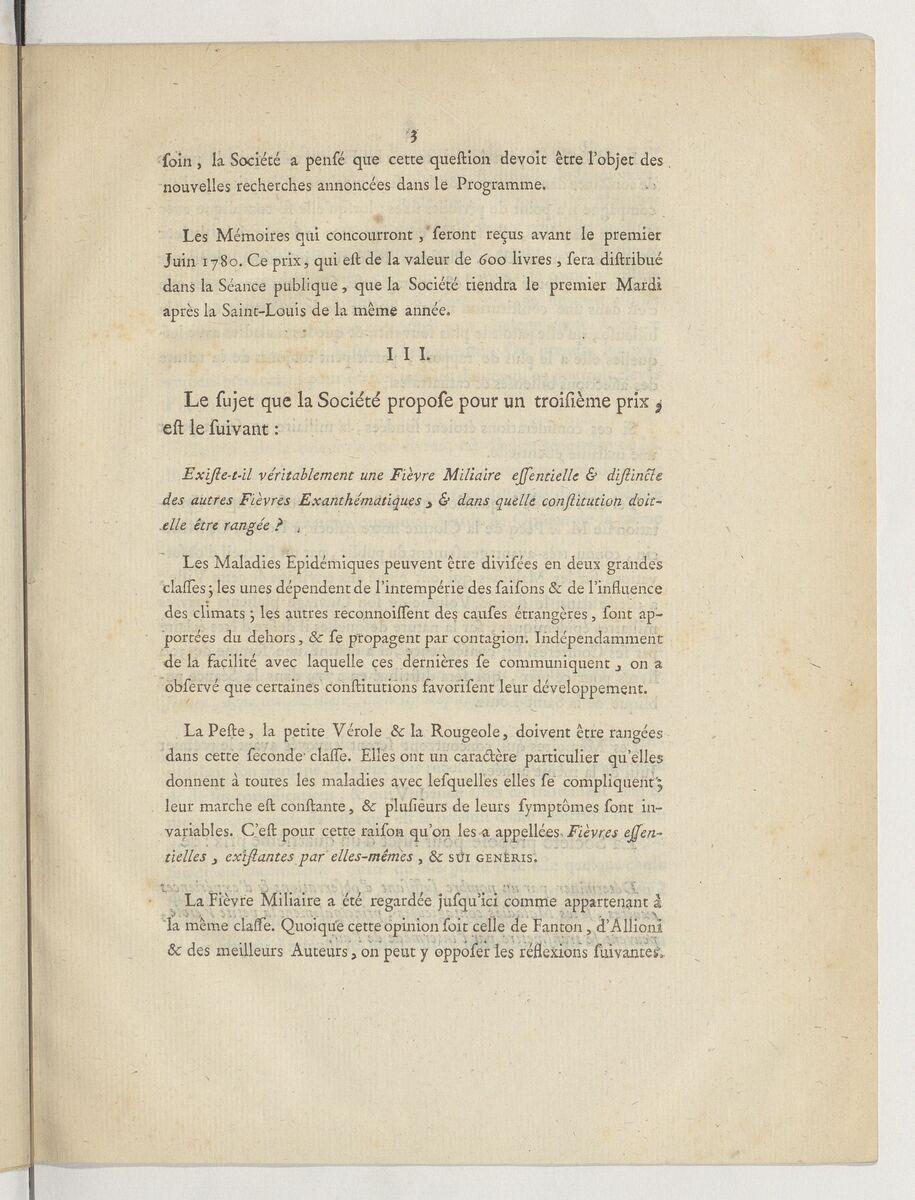 3
ſoin, la Société a penſé que cette queſtion devoit être l'objet des
nouvelles recherches annoncées dans le Programme.
Les Mémoires qui concourront, ſeront reçus avant le premier
Juin 1780. Ce prix, qui eſt de la valeur de 600 livres, ſera diſtribué
dans la Séance publique, que la Société tiendra le premier Mardi
après la Saint-Louis de la même année.
III.
Le ſujet que la Société propoſe pour un troiſième prix,
eſt le ſuivant :
Exiſte-t-il véritablement une Fièvre Miliaire eſſentielle & diſtincte
des autres Fièvres Exanthématiques, & dans quelle conſtitution doit-
elle être rangée ?
Les Maladies Epidémiques peuvent être diviſées en deux grandes
claſſes; les unes dépendent de l'intempérie des ſaiſons & de l'influence
des climats; les autres reconnoiſſent des cauſes étrangères, ſont ap-
portées du dehors, & ſe propagent par contagion. Indépendamment
de la facilité avec laquelle ces dernières ſe communiquent, on a
obſervé que certaines conſtitutions favoriſent leur développement.
La Peſte, la petite Vérole & la Rougeole, doivent être rangées
dans cette ſeconde claſſe. Elles ont un caractère particulier qu'elles
donnent à toutes les maladies avec leſquelles elles ſe compliquent;
leur marche eſt conſtante, & pluſieurs de leurs ſymptômes ſont in-
variables. C'eſt pour cette raiſon qu'on les a appellées Fièvres eſſen-
tielles, exiſtantes par elles-mêmes, & SUI GENERIS.
La Fièvre Miliaire a été regardée juſqu'ici comme appartenant à
la même claſſe. Quoique cette opinion ſoit celle de Fanton, d'Allioni
& des meilleurs Auteurs, on peut y oppoſer les réflexions ſuivantes.